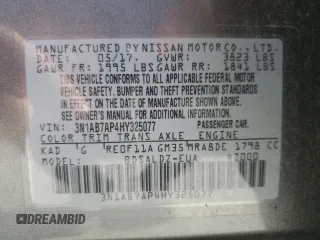 MANUFACTURED BY NISSAN MOTOR CO., LTD.
DATE: 05/17. GVWR: 3823 LBS
GAWR FR: 1995 LBS GAWR RR: 1841 LBS
THIS VEHICLE CONFORMS TO ALL APPLICABLE
FEDERAL MOTOR VEHICLE
SAFETY, BUMPER AND THEFT PREVENTION STANDARDS
IN EFFECT ON THE DATE OF MANUFACTURE SHOWN ABOVE.
SEE OWNER'S MANUAL FOR ADDITIONAL INFORMATION.
VIN: 3N1AB7AP4HY325077 PASSENGER CAR.
COLOR TRIM TRANS AXLE ENGINE
KAD G RE0F11A GM35 MRA8DE 1798 CC
BDSALDZ-EUA
3N1AB7AP4HY325077